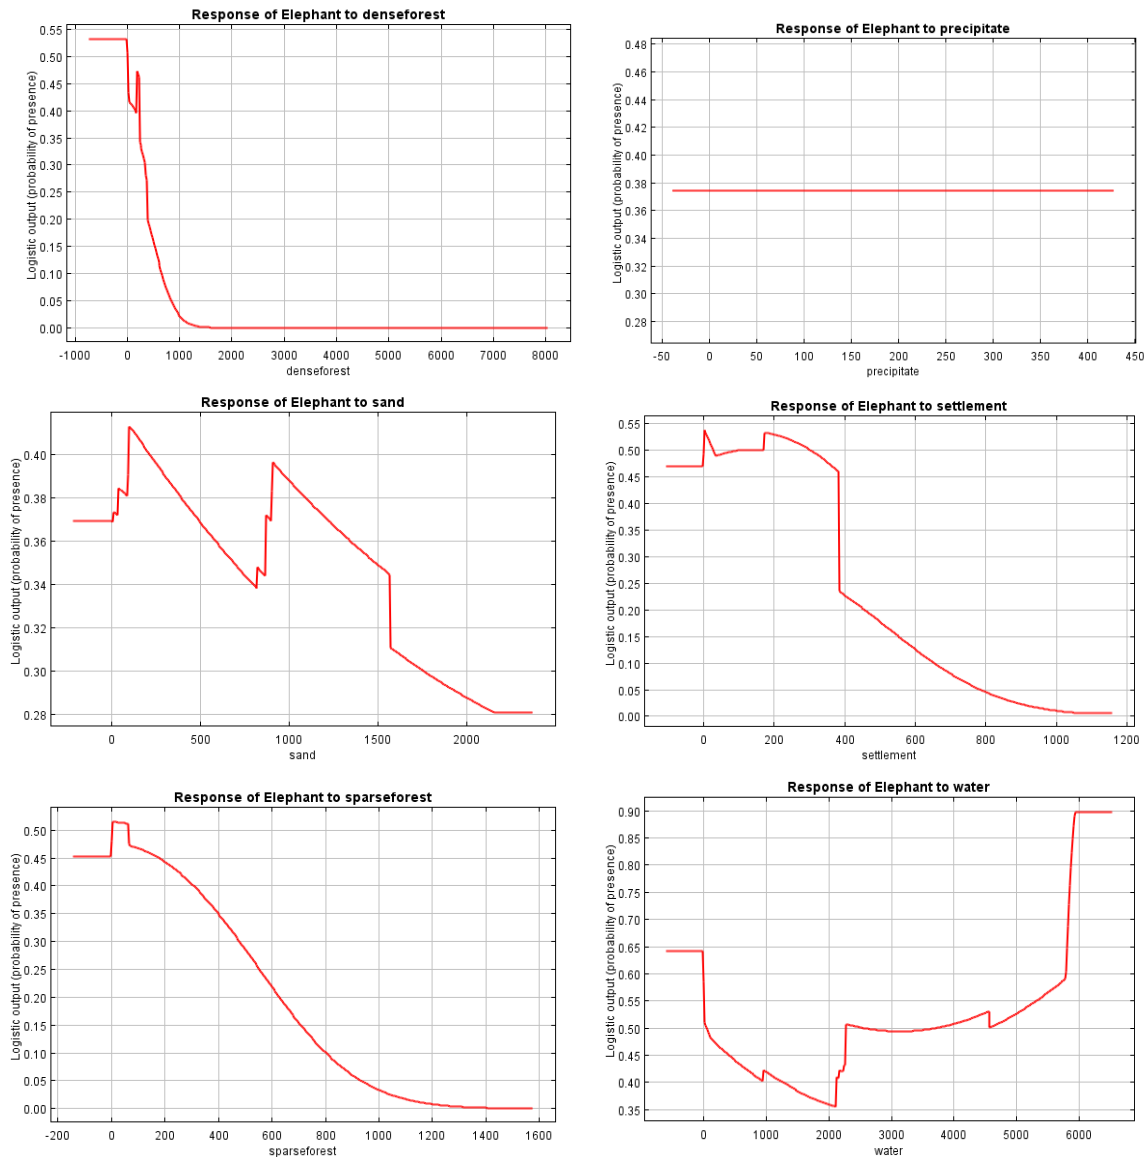 Response of Elephant to denseforest
Logistic output (probability of presence)
0.55
0.50
0.45
0.40
0.35
0.30
0.25
0.20
0.15
0.10
0.05
0.00
-1000 0 1000 2000 3000 4000 5000 6000 7000 8000
denseforest
Response of Elephant to precipitate
Logistic output (probability of presence)
0.48
0.46
0.44
0.42
0.40
0.38
0.36
0.34
0.32
0.30
0.28
-50 0 50 100 150 200 250 300 350 400 450
precipitate
Response of Elephant to sand
Logistic output (probability of presence)
0.40
0.38
0.36
0.34
0.32
0.30
0.28
0 500 1000 1500 2000
sand
Response of Elephant to settlement
Logistic output (probability of presence)
0.55
0.50
0.45
0.40
0.35
0.30
0.25
0.20
0.15
0.10
0.05
0.00
0 200 400 600 800 1000 1200
settlement
Response of Elephant to sparseforest
Logistic output (probability of presence)
0.50
0.45
0.40
0.35
0.30
0.25
0.20
0.15
0.10
0.05
0.00
-200 0 200 400 600 800 1000 1200 1400 1600
sparseforest
Response of Elephant to water
Logistic output (probability of presence)
0.90
0.85
0.80
0.75
0.70
0.65
0.60
0.55
0.50
0.45
0.40
0.35
0 1000 2000 3000 4000 5000 6000
water